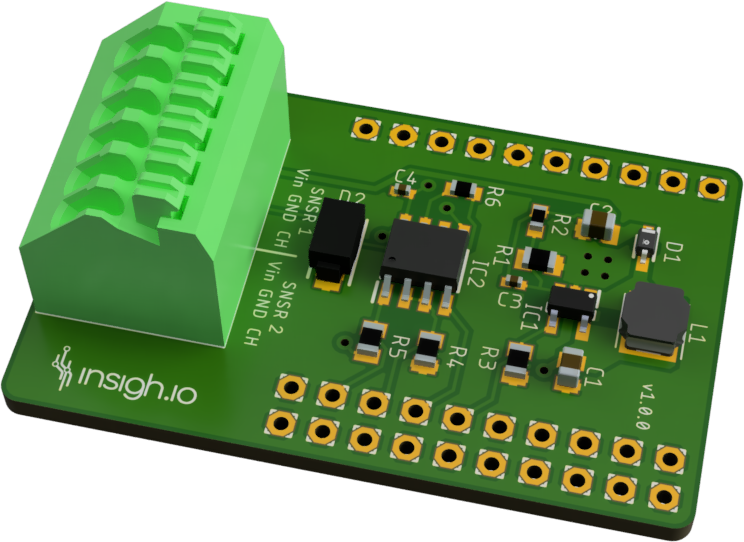 C4
R6
D2
SNSR 1
Vin GND CH
R2
C2
D1
R1
IC2
C3
IC1
L1
SNSR 2
Vin GND CH
R5
R4
R3
C1
v1.0.0
insigh.io